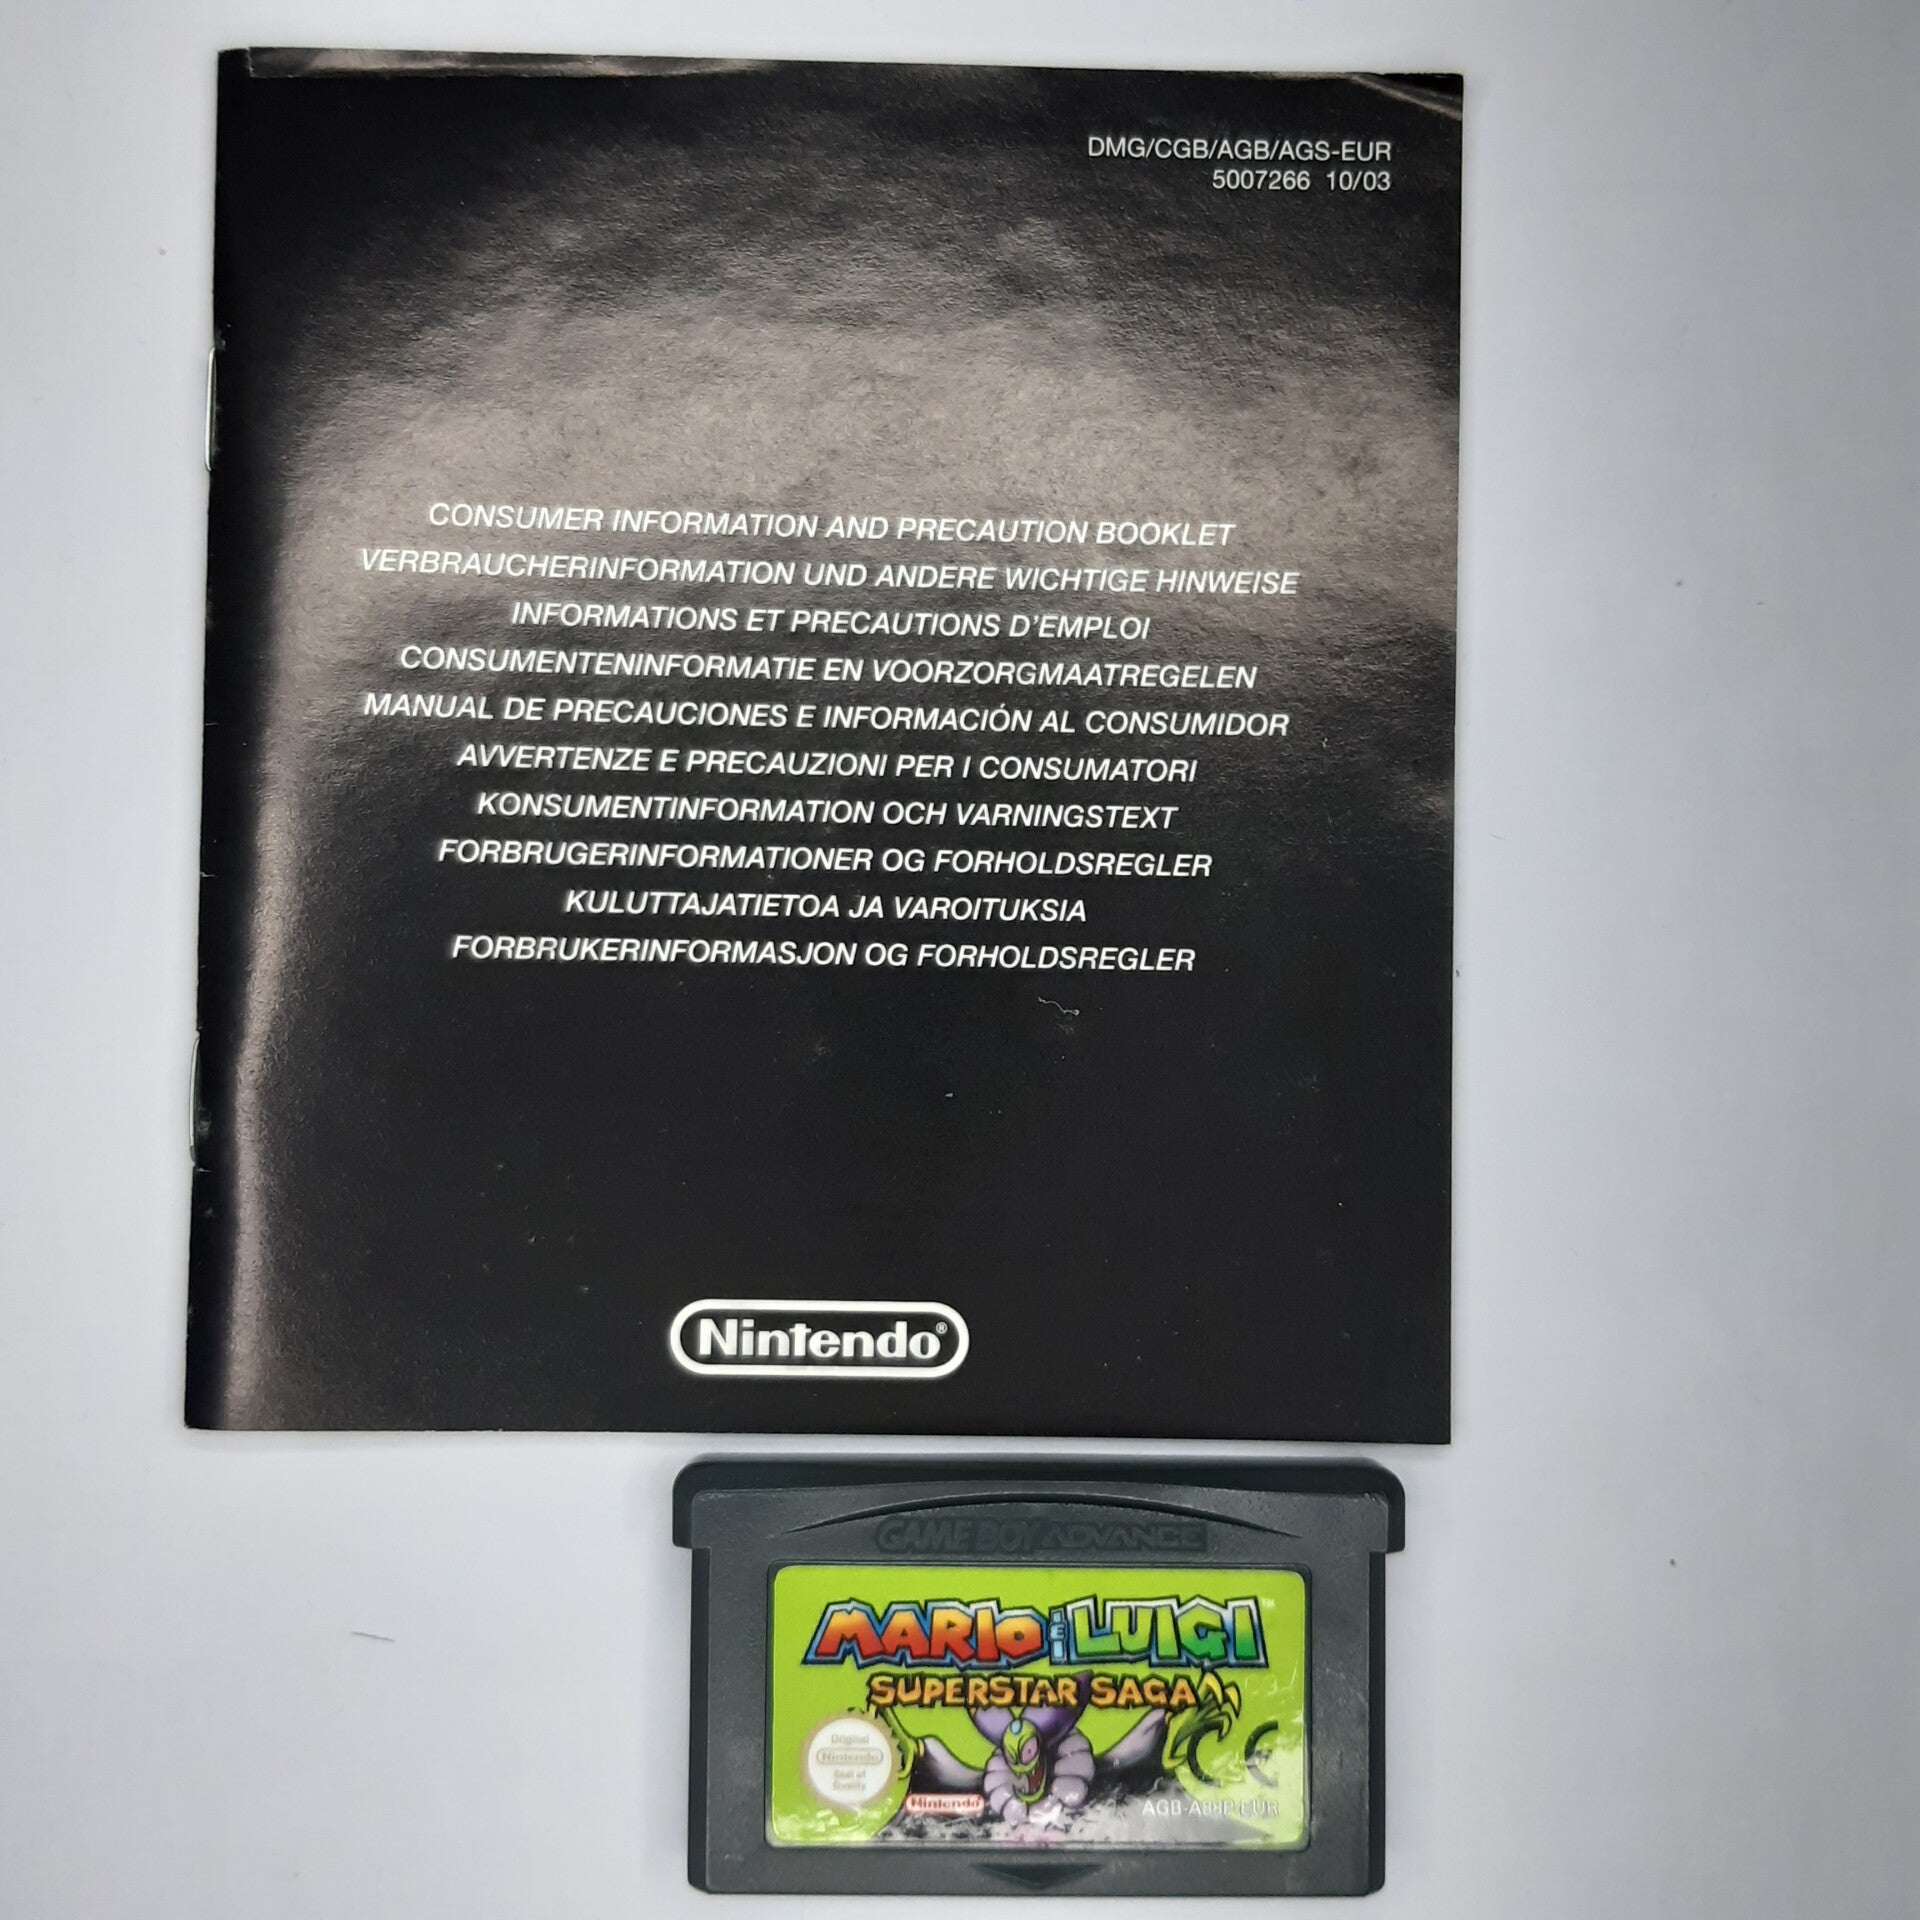 DMG/CGB/AGB/AGS-EUR
5007266 10/03
CONSUMER INFORMATION AND PRECAUTION BOOKLET
VERBRAUCHERINFORMATION UND ANDERE WICHTIGE HINWEISE
INFORMATIONS ET PRECAUTIONS D'EMPLOI
CONSUMENTENINFORMATIE EN VOORZORGMAATREGELEN
MANUAL DE PRECAUCIONES E INFORMACIÓN AL CONSUMIDOR
AVVERTENZE E PRECAUZIONI PER I CONSUMATORI
KONSUMENTINFORMATION OCH VARNINGSTEXT
FORBRUGERINFORMATIONER OG FORHOLDSREGLER
KULUTTAJATIETOA JA VAROITUKSIA
FORBRUKERINFORMASJON OG FORHOLDSREGLER
Nintendo®
GAME BOY ADVANCE
MARIO & LUIGI™
SUPERSTAR SAGA
Original
Nintendo
Seal of
Quality
CE
Nintendo
AGB-A88P-EUR